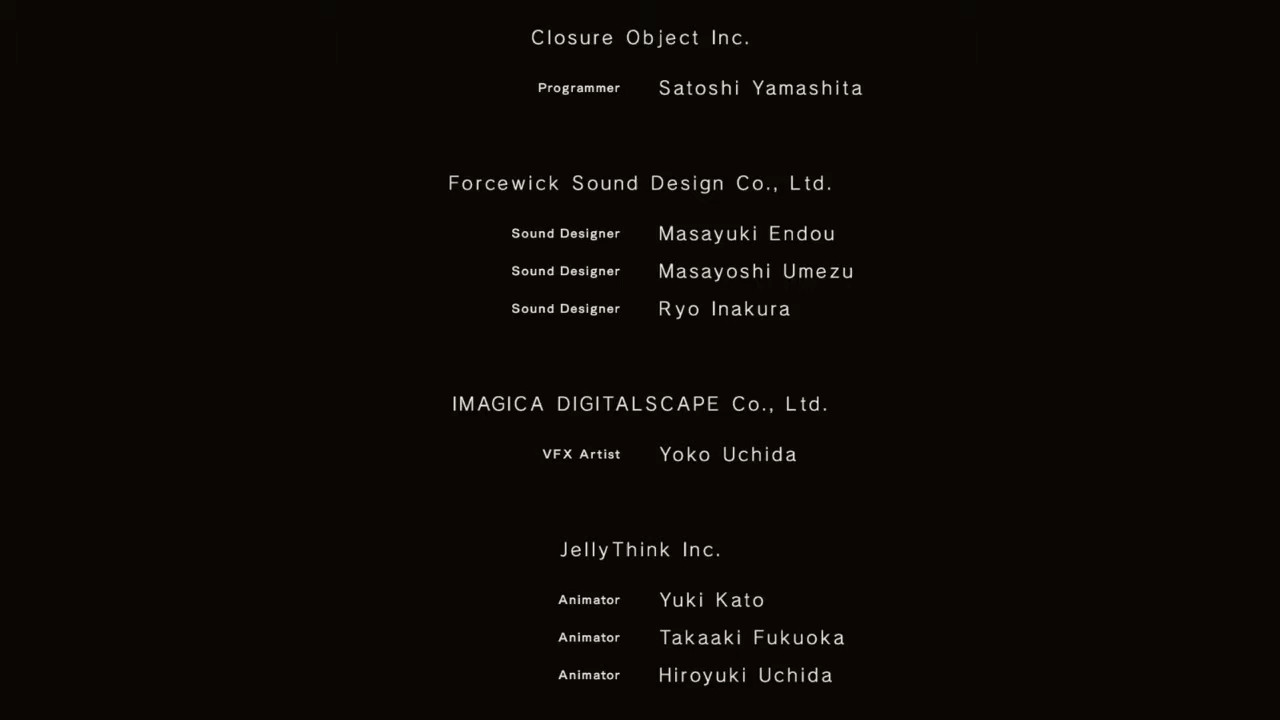 Closure Object Inc.
Programmer Satoshi Yamashita
Forcewick Sound Design Co., Ltd.
Sound Designer Masayuki Endou
Sound Designer Masayoshi Umezu
Sound Designer Ryo Inakura
IMAGICA DIGITALSCAPE Co., Ltd.
VFX Artist Yoko Uchida
JellyThink Inc.
Animator Yuki Kato
Animator Takaaki Fukuoka
Animator Hiroyuki Uchida